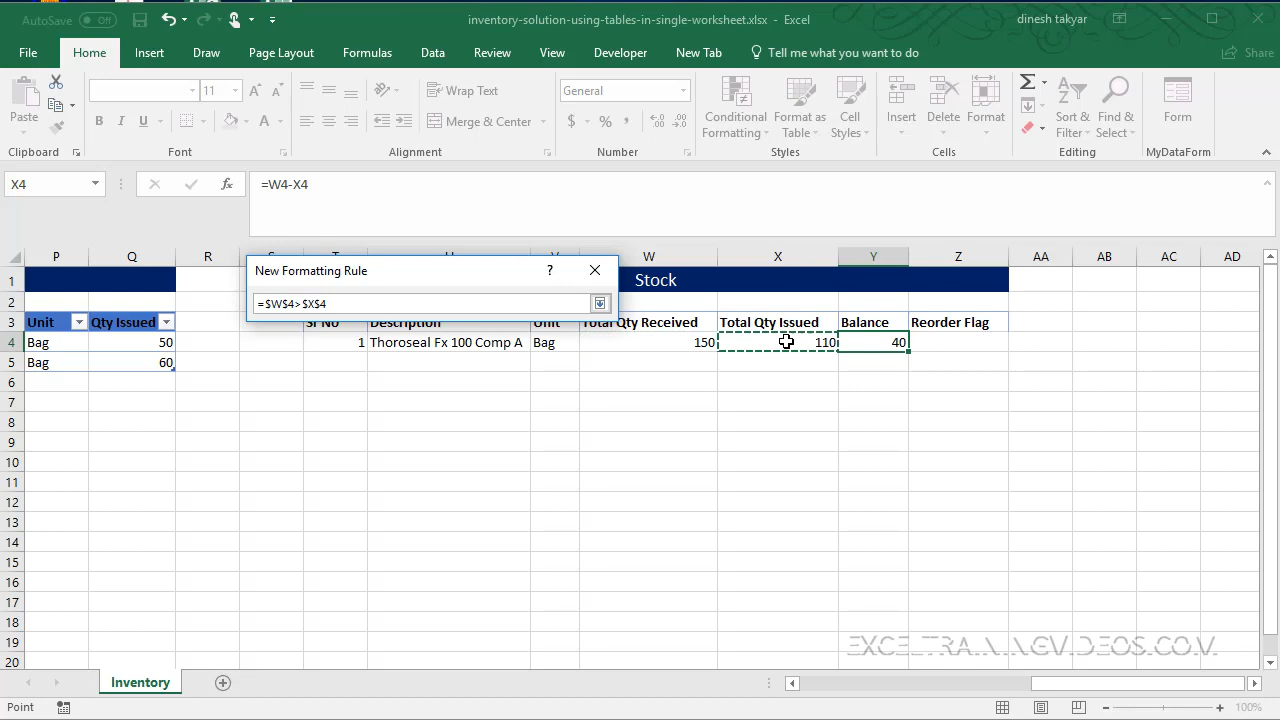 AutoSave Off inventory-solution-using-tables-in-single-worksheet.xlsx - Excel dinesh takyar
File Home Insert Draw Page Layout Formulas Data Review View Developer New Tab Tell me what you want to do Share
Paste 11 Wrap Text General Conditional Formatting Format as Table Cell Styles Insert Delete Format Sort & Filter Find & Select Form
B I U Merge & Center $ % ,
Clipboard Font Alignment Number Styles Cells Editing MyDataForm
X4 fx =W4-X4
P Q R W X Y Z AA AB AC AD
New Formatting Rule ?
1 Stock
=$W$4>$X$4
2
3 Unit Qty Issued Sl No Description Unit Total Qty Received Total Qty Issued Balance Reorder Flag
4 Bag 50 1 Thoroseal Fx 100 Comp A Bag 150 110 40
5 Bag 60
6
7
8
9
10
11
12
13
14
15
16
17
18
19
EXCELTRAININGVIDEOS.COM
20
Inventory
Point 100%